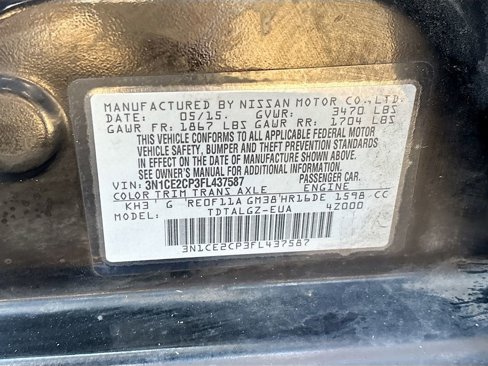 MANUFACTURED BY NISSAN MOTOR CO., LTD.
DATE: 05/15. GVWR: 3470 LBS
GAWR FR: 1867 LBS GAWR RR: 1704 LBS
THIS VEHICLE CONFORMS TO ALL APPLICABLE FEDERAL MOTOR
VEHICLE SAFETY, BUMPER AND THEFT PREVENTION STANDARDS
IN EFFECT ON THE DATE OF MANUFACTURE SHOWN ABOVE.
SEE OWNER'S MANUAL FOR ADDITIONAL INFORMATION.
VIN: 3N1CE2CP3FL437587 PASSENGER CAR
COLOR TRIM TRANS AXLE ENGINE
KH3 G RE0F11A GM38 HR16DE 1598 CC
MODEL: TDTALGZ-EUA 4Z000
3N1CE2CP3FL437587